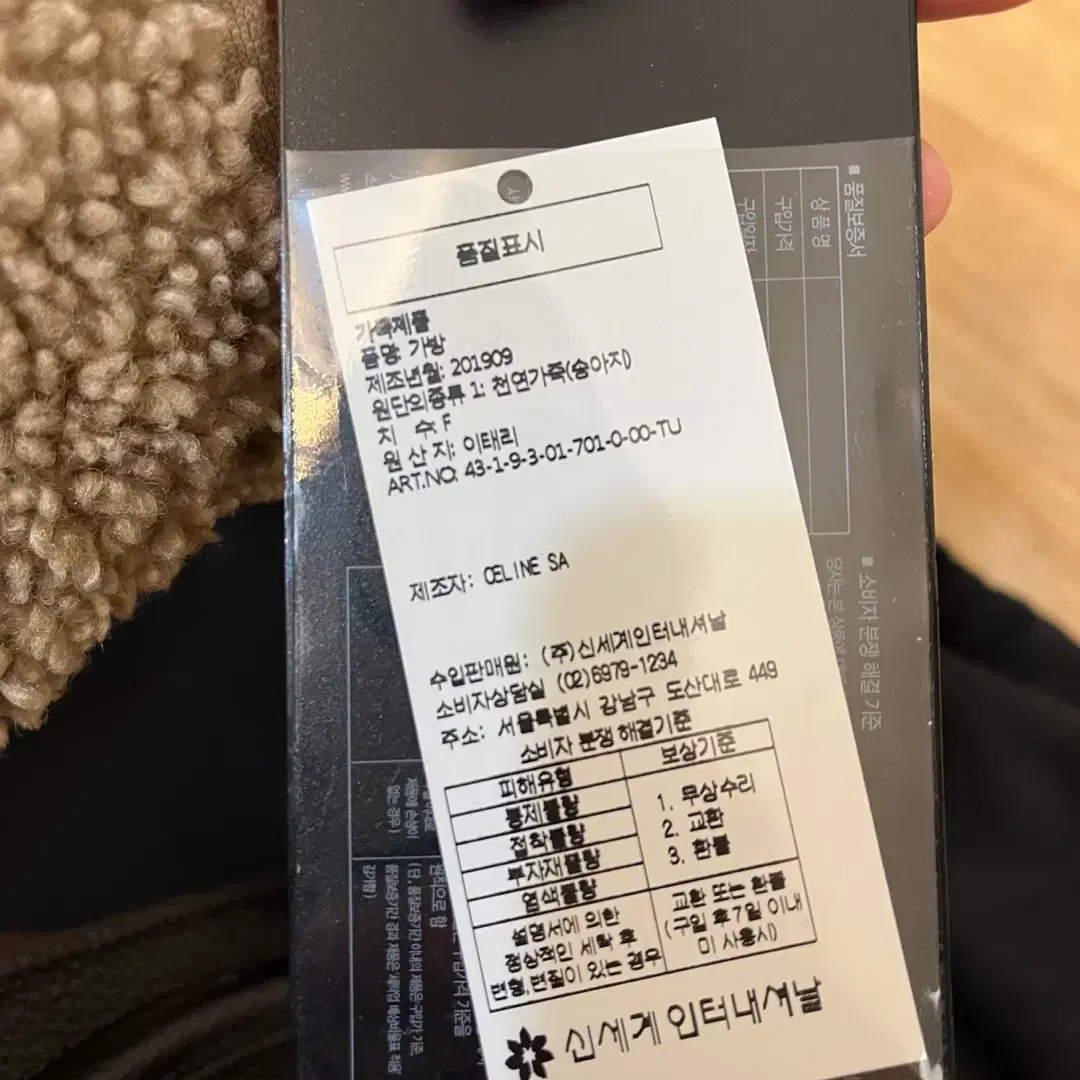 품질표시
가죽제품
품명: 가방
제조년월: 201909
원단의종류 1: 천연가죽(송아지)
치 수: F
원 산 지: 이태리
ART.NO: 43-1-9-3-01-701-0-00-TU
제조자: CELINE SA
수입판매원: (주)신세계인터내셔날
소비자상담실 (02)6979-1234
주소: 서울특별시 강남구 도산대로 449
소비자 분쟁 해결기준
피해유형 보상기준
봉제불량
접착불량
부자재불량
염색불량
1. 무상수리
2. 교환
3. 환불
설명서에 의한
정상적인 세탁 후
변형,변질이 있는 경우
교환 또는 환불
(구입 후 7일 이내
미 사용시)
신세계인터내셔날
■ 품질보증서
상품명
구입가격
구입일자
■ 소비자 분쟁 해결 기준